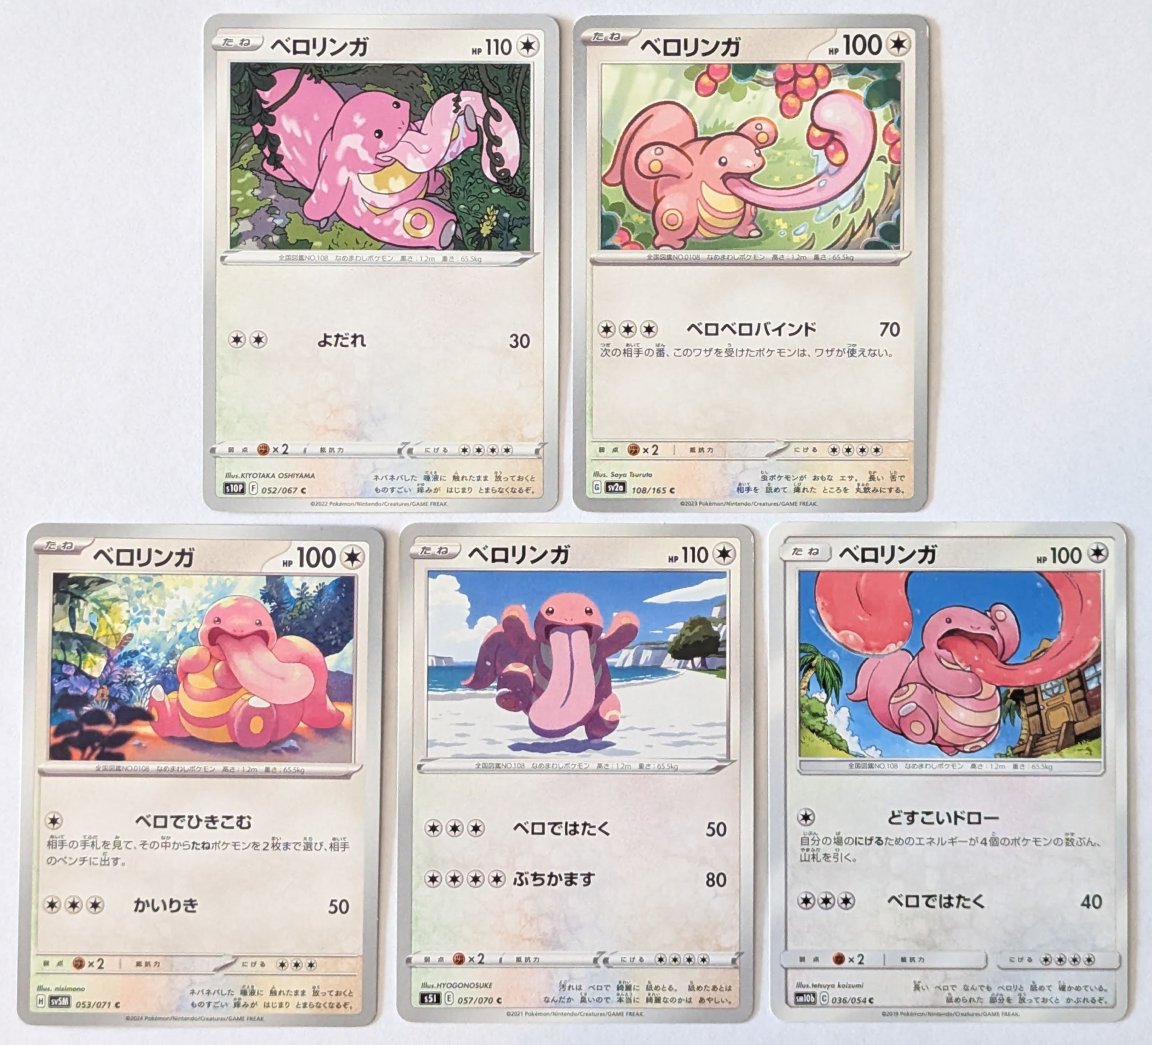 たね ベロリンガ HP 110
全国図鑑NO.108 なめまわしポケモン 高さ:1.2m 重さ:65.5kg
よだれ 30
弱点 ×2 抵抗力 にげる
Illus.KIYOTAKA OSHIYAMA
ネバネバした 唾液に 触れたまま 放っておくと
ものすごい 痒みが はじまり とまらなくなるぞ。
s10P F 052/067 C
©2022 Pokémon/Nintendo/Creatures/GAME FREAK.
たね ベロリンガ HP 100
全国図鑑NO.0108 なめまわしポケモン 高さ:1.2m 重さ:65.5kg
ベロベロバインド 70
次の相手の番、このワザを受けたポケモンは、ワザが使えない。
弱点 ×2 抵抗力 にげる
Illus. Saya Tsuruta
虫ポケモンが おもな エサ。 長い 舌で
相手を 舐めて 痺れた ところを 丸飲みにする。
G sv2a 108/165 C
©2023 Pokémon/Nintendo/Creatures/GAME FREAK.
たね ベロリンガ HP 100
全国図鑑NO.0108 なめまわしポケモン 高さ:1.2m 重さ:65.5kg
ベロでひきこむ
相手の手札を見て、その中からたねポケモンを2枚まで選び、相手
のベンチに出す。
かいりき 50
弱点 ×2 抵抗力 にげる
Illus. nisimono
ネバネバした 唾液に 触れたまま 放っておくと
ものすごい 痒みが はじまり とまらなくなるぞ。
H sv5M 053/071 C
©2024 Pokémon/Nintendo/Creatures/GAME FREAK.
たね ベロリンガ HP 110
全国図鑑NO.108 なめまわしポケモン 高さ:1.2m 重さ:65.5kg
ベロではたく 50
ぶちかます 80
弱点 ×2 抵抗力 にげる
Illus.HYOGONOSUKE
汚れは ベロで 綺麗に 舐めとる。 舐めたあとは
なんだか 臭いので 本当に 綺麗なのかは あやしい。
s5I E 057/070 C
©2021 Pokémon/Nintendo/Creatures/GAME FREAK.
たね ベロリンガ HP 100
全国図鑑NO.108 なめまわしポケモン 高さ:1.2m 重さ:65.5kg
どすこいドロー
自分の場のにげるためのエネルギーが4個のポケモンの数ぶん、
山札を引く。
ベロではたく 40
弱点 ×2 抵抗力 にげる
Illus.tetsuya koizumi
長い ベロで なんでも ベロリと 舐めて 確かめている。
舐められた 部分を 放っておくと かぶれるぞ。
sm10b C 036/054 C
©2019 Pokémon/Nintendo/Creatures/GAME FREAK.